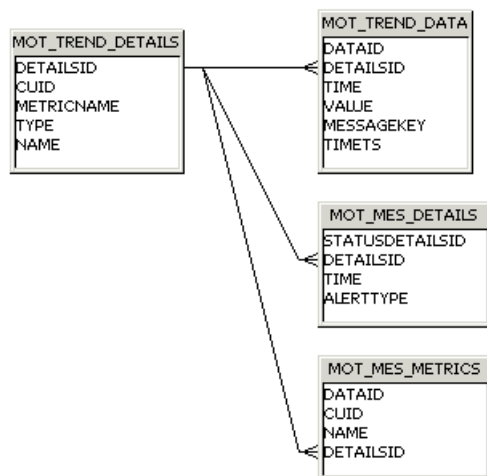 MOT_TREND_DETAILS
DETAILSID
CUID
METRICNAME
TYPE
NAME
MOT_TREND_DATA
DATAID
DETAILSID
TIME
VALUE
MESSAGEKEY
TIMETS
MOT_MES_DETAILS
STATUSDETAILSID
DETAILSID
TIME
ALERTTYPE
MOT_MES_METRICS
DATAID
CUID
NAME
DETAILSID